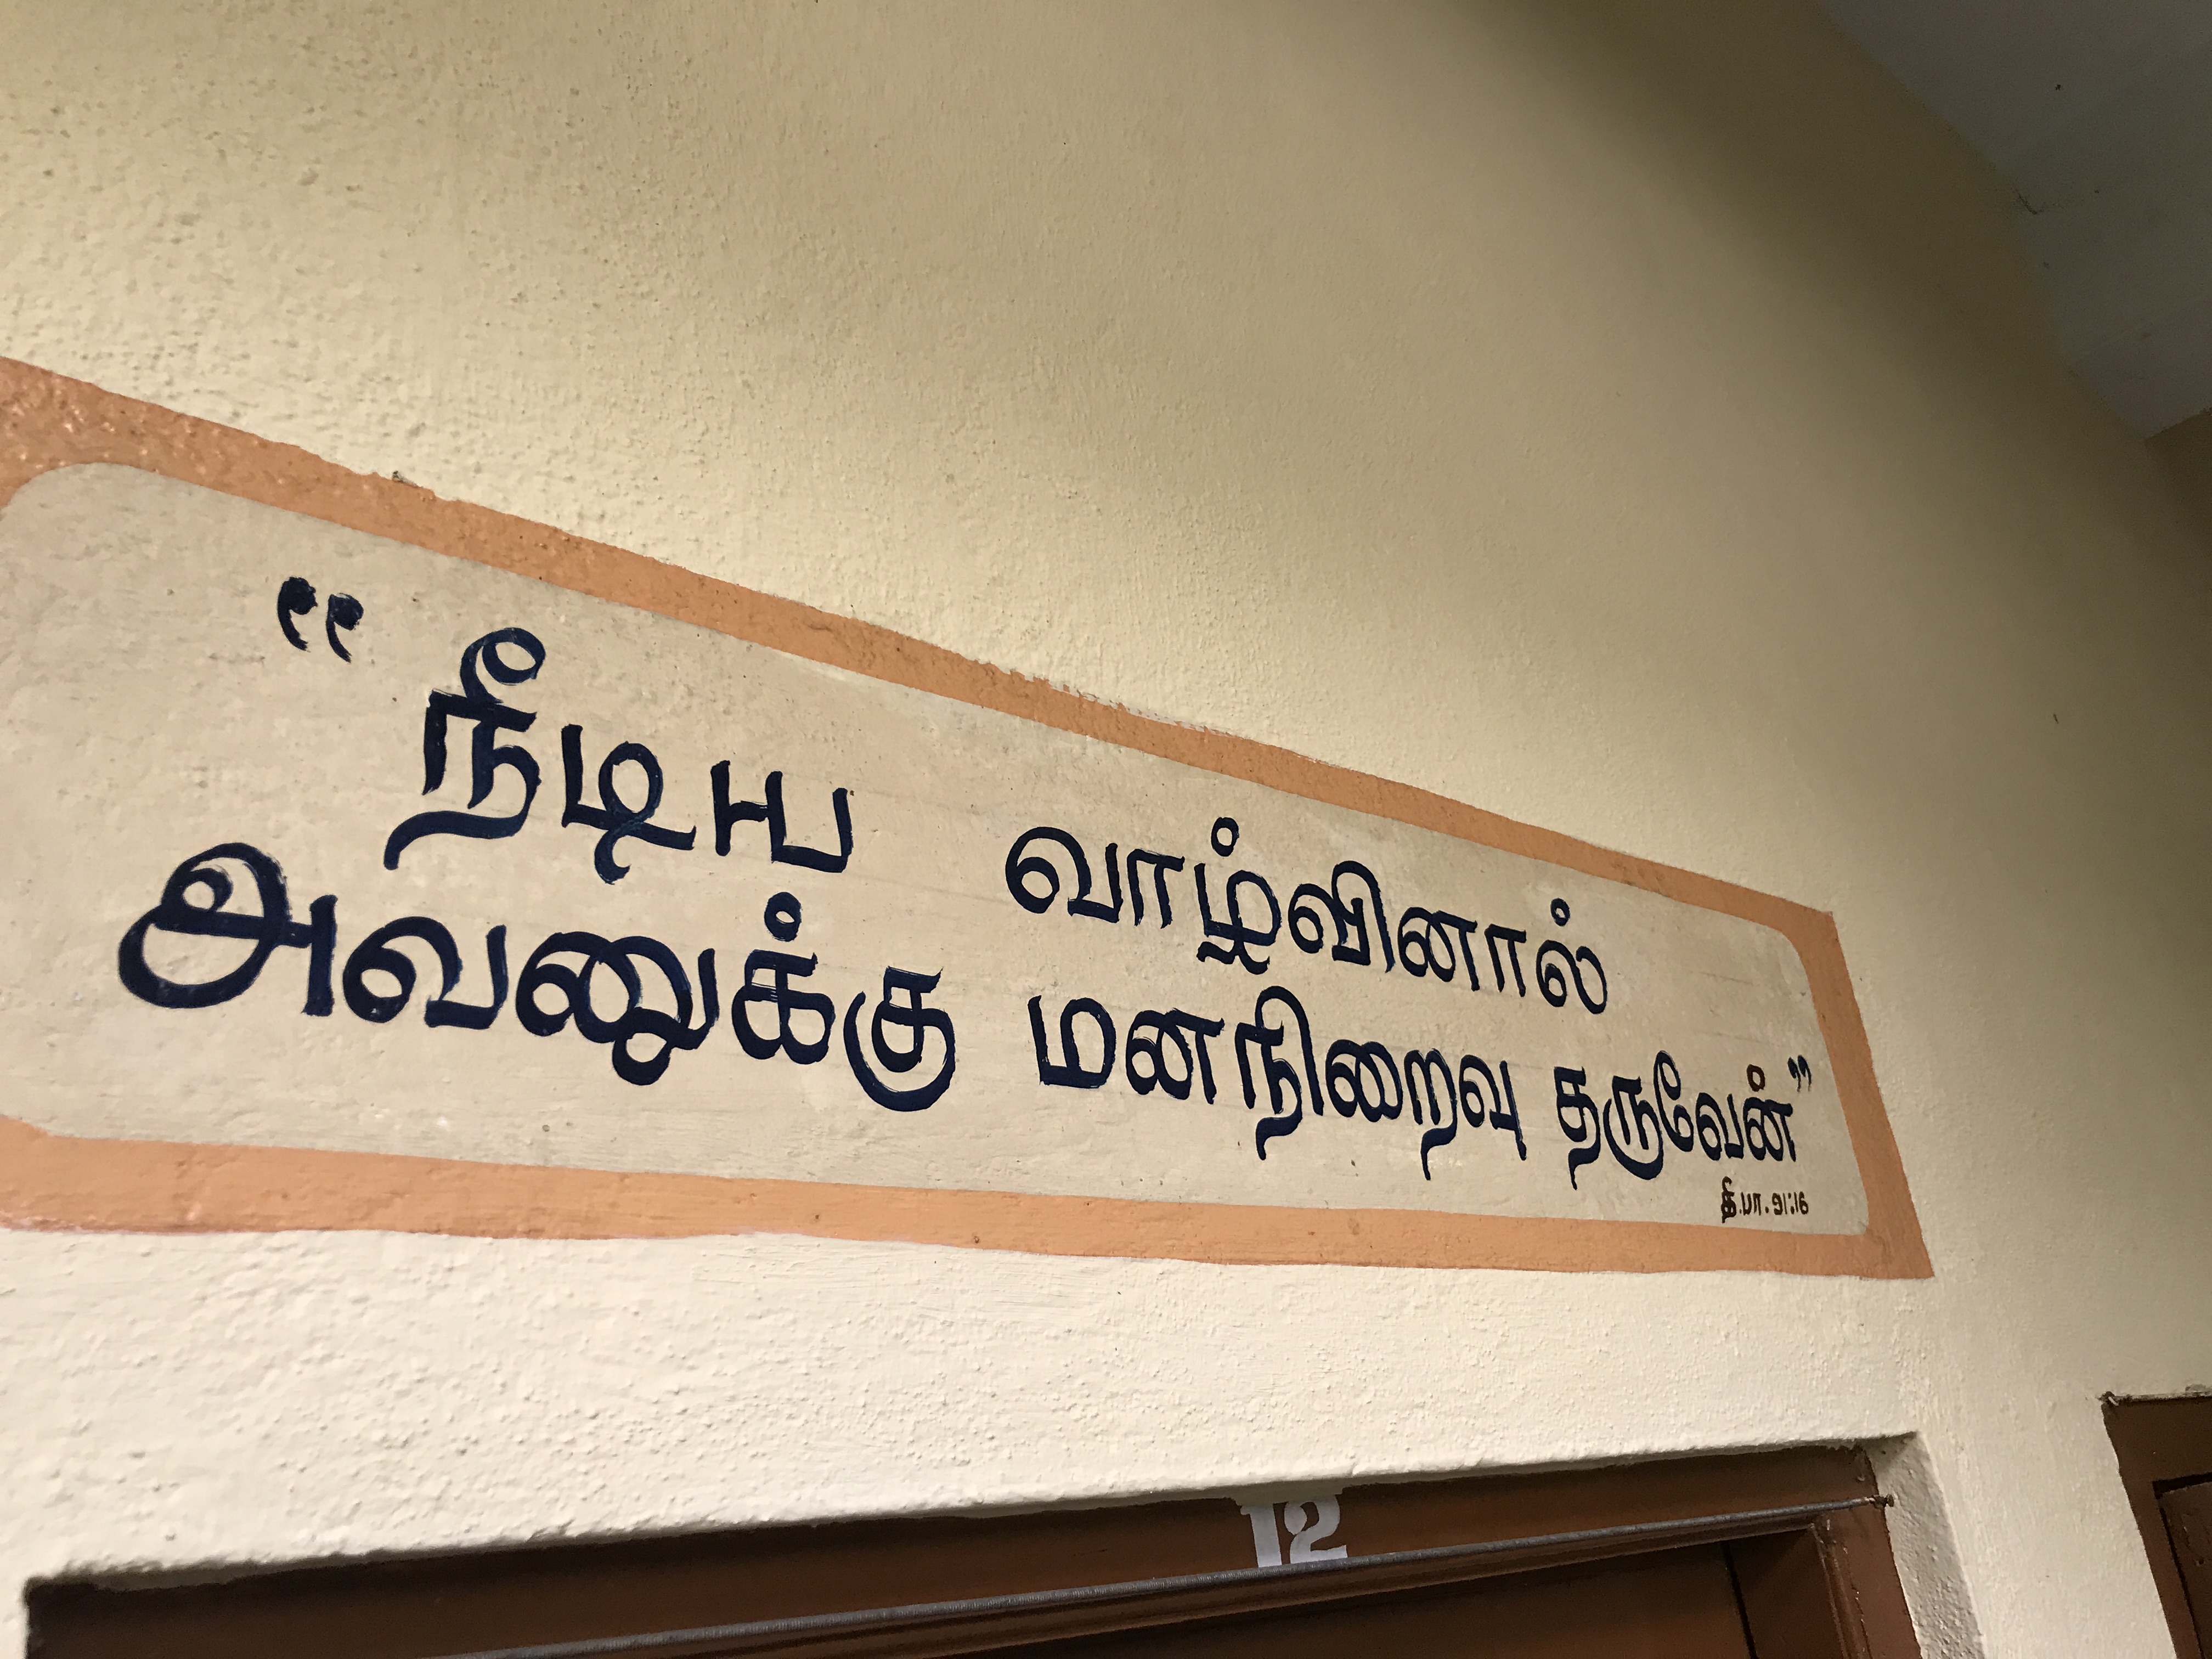 “ நீடிய வாழ்வினால்
அவனுக்கு மனநிறைவு தருவேன் ”
தி.பா. 91:16
12